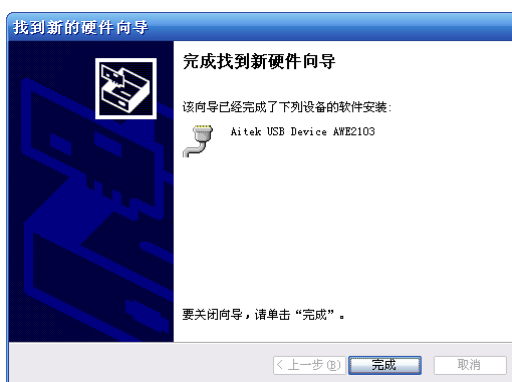 找到新的硬件向导
完成找到新硬件向导
该向导已经完成了下列设备的软件安装:
Aitek USB Device AWE2103
要关闭向导，请单击“完成”。
< 上一步(B)
完成
取消